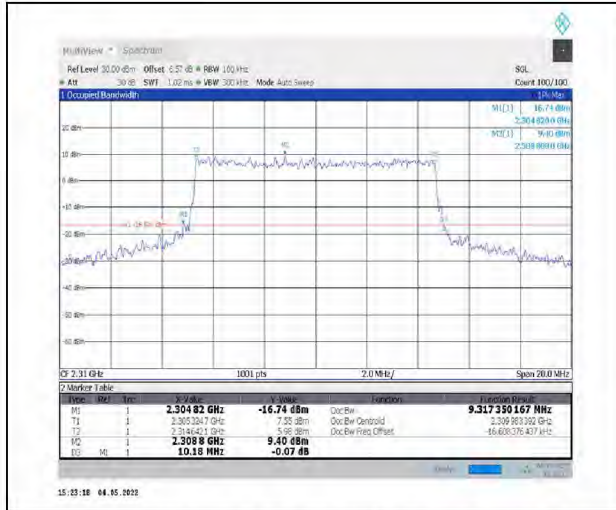 MultiView Spectrum
Ref Level 30.00 dBm Offset 6.57 dB RBW 100 kHz SGL
Att 30 dB SWT 1.02 ms VBW 300 kHz Mode Auto Sweep Count 100/100
1 Occupied Bandwidth 1Pk Max
M1[1] -16.74 dBm
2.304 820 0 GHz
M2[1] 9.40 dBm
2.308 800 0 GHz
20 dBm
10 dBm
0 dBm
-10 dBm
-20 dBm
-30 dBm
-40 dBm
-50 dBm
-60 dBm
M2
M1
CF 2.31 GHz 1001 pts 2.0 MHz/ Span 20.0 MHz
2 Marker Table
Type Ref Trc X-Value Y-Value Function Function Result
M1 1 2.304 82 GHz -16.74 dBm Occ Bw 9.317 350 167 MHz
T1 1 2.305 324 7 GHz 7.55 dBm Occ Bw Centroid 2.309 983 392 GHz
T2 1 2.314 642 1 GHz 5.98 dBm Occ Bw Freq Offset -16.608 376 437 kHz
M2 1 2.308 8 GHz 9.40 dBm
D3 M1 1 10.18 MHz -0.07 dB
15:23:18 04.05.2022